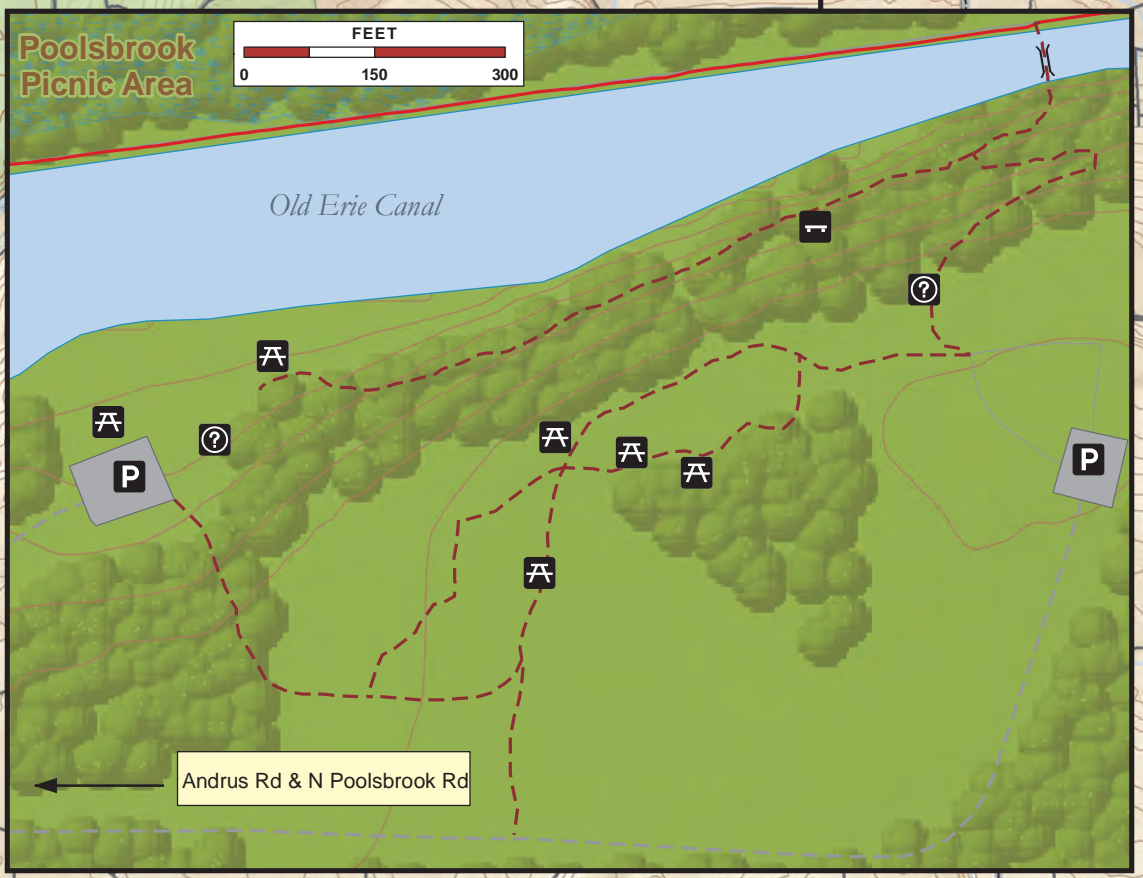 Poolsbrook
Picnic Area
FEET
0 150 300
Old Erie Canal
?
?
P
P
Andrus Rd & N Poolsbrook Rd